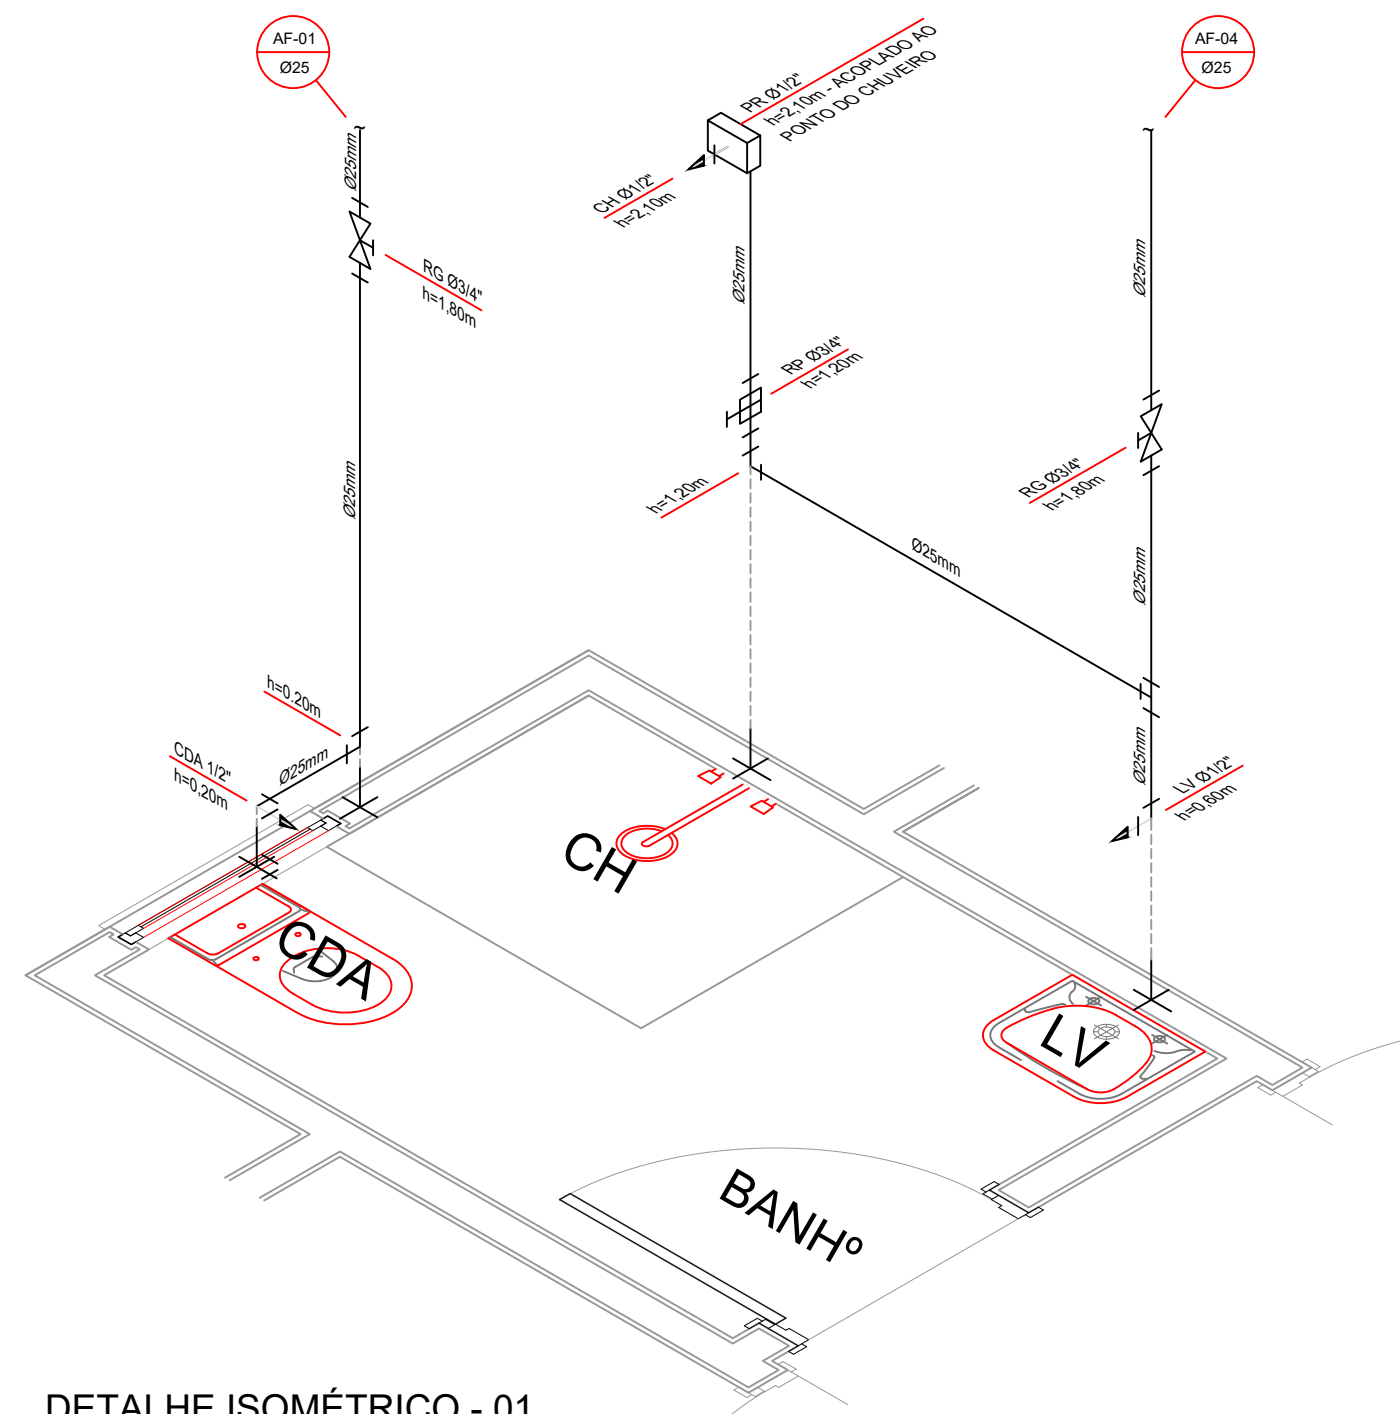 AF-01
Ø25
AF-04
Ø25
PR Ø1/2"
h=2,10m - ACOPLADO AO
PONTO DO CHUVEIRO
Ø25mm
CH Ø1/2"
h=2,10m
Ø25mm
Ø25mm
RG Ø3/4"
h=1,80m
RP Ø3/4"
h=1,20m
Ø25mm
h=1,20m
RG Ø3/4"
h=1,80m
Ø25mm
Ø25mm
h=0.20m
CDA 1/2"
h=0,20m
Ø25mm
Ø25mm
LV Ø1/2"
h=0,60m
CH
CDA
LV
BANHº
DETALHE ISOMÉTRICO - 01